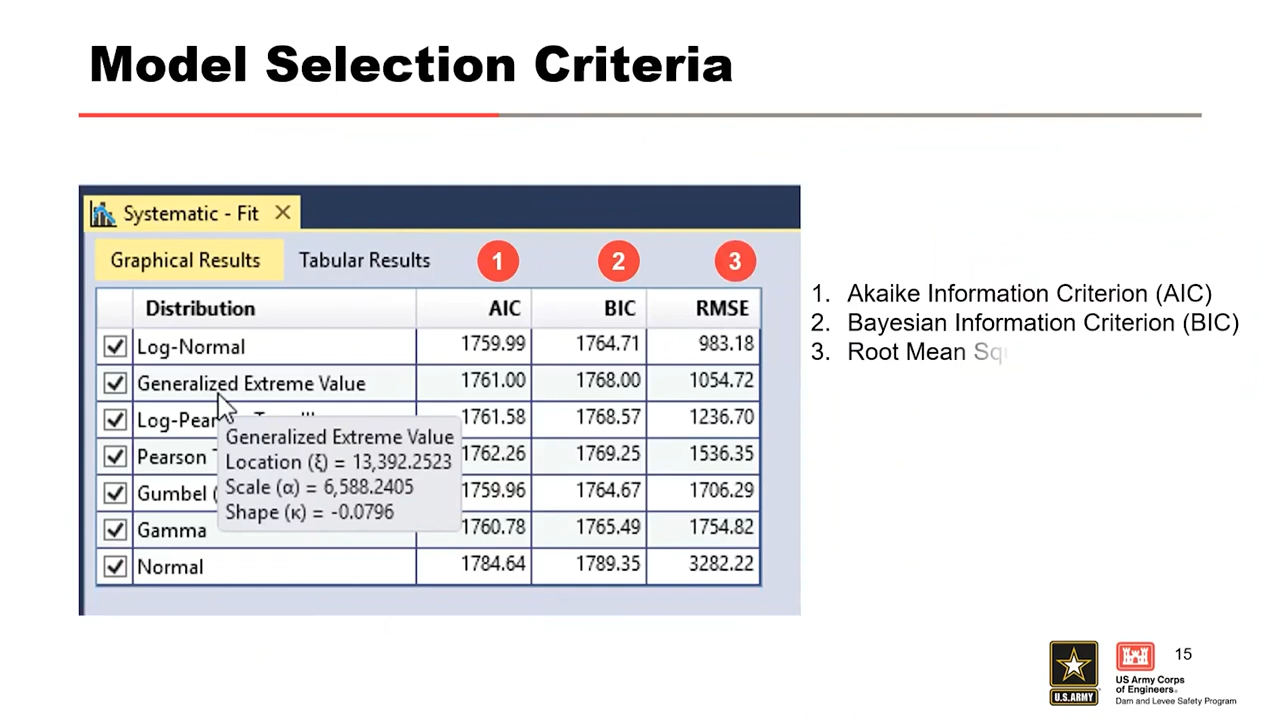 Model Selection Criteria
Systematic - Fit
Graphical Results Tabular Results 1 2 3
Distribution AIC BIC RMSE
Log-Normal 1759.99 1764.71 983.18
Generalized Extreme Value 1761.00 1768.00 1054.72
1761.58 1768.57 1236.70
Pearson 1762.26 1769.25 1536.35
Gumbel ( 1759.96 1764.67 1706.29
Gamma 1760.78 1765.49 1754.82
Normal 1784.64 1789.35 3282.22
Generalized Extreme Value
Location (ξ) = 13,392.2523
Scale (α) = 6,588.2405
Shape (κ) = -0.0796
1. Akaike Information Criterion (AIC)
2. Bayesian Information Criterion (BIC)
3. Root Mean Squ
U.S. ARMY
US Army Corps
of Engineers®
Dam and Levee Safety Program
15